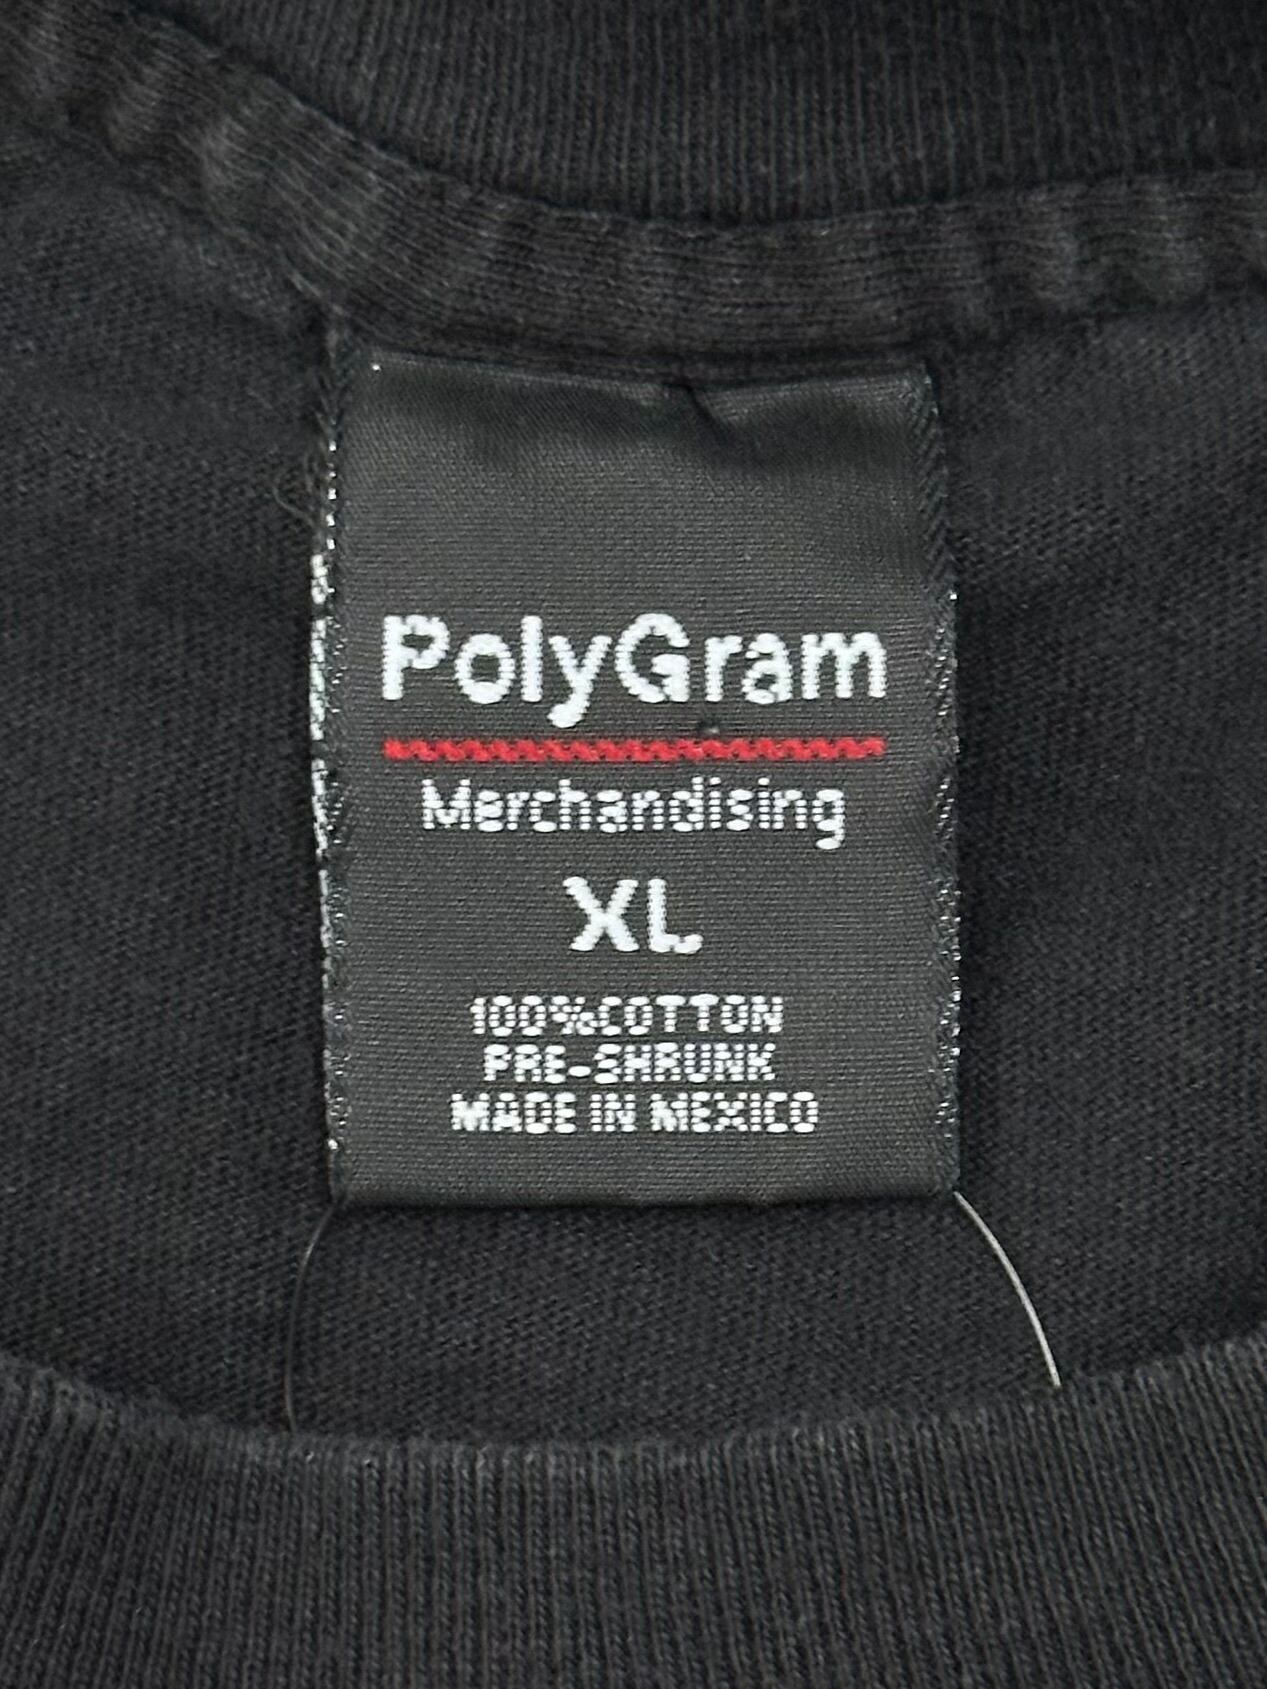 PolyGram
Merchandising
XL
100%COTTON
PRE-SHRUNK
MADE IN MEXICO